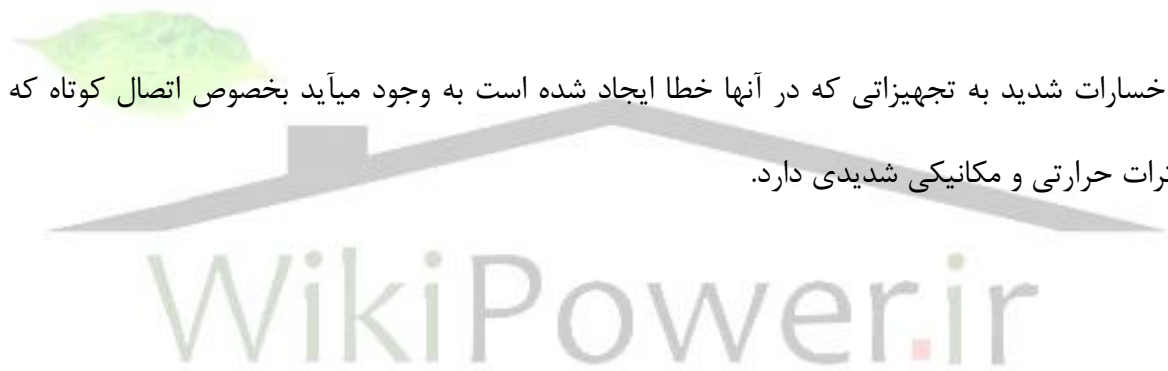 خسارات شدید به تجهیزاتی که در آنها خطا ایجاد شده است به وجود میآید بخصوص اتصال کوتاه که
حرارتی و مکانیکی شدیدی دارد.
WikiPower.ir